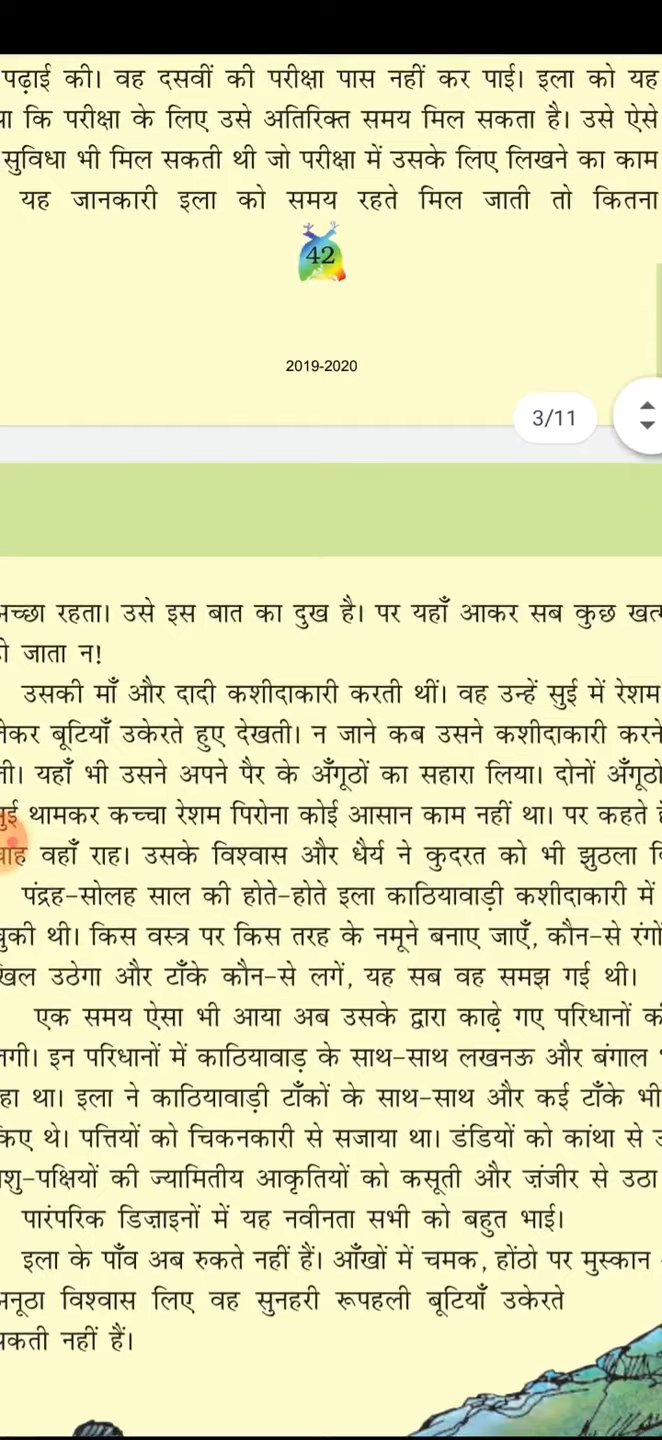 पढ़ाई की। वह दसवीं की परीक्षा पास नहीं कर पाई। इला को यह
कि परीक्षा के लिए उसे अतिरिक्त समय मिल सकता है। उसे ऐसे
सुविधा भी मिल सकती थी जो परीक्षा में उसके लिए लिखने का काम
यह जानकारी इला को समय रहते मिल जाती तो कितना
42
2019-2020
3/11
रहता। उसे इस बात का दुख है। पर यहाँ आकर सब कुछ
जाता न!
उसकी माँ और दादी कशीदाकारी करती थीं। वह उन्हें सुई में रेशम
बूटियाँ उकेरते हुए देखती। न जाने कब उसने कशीदाकारी करने
यहाँ भी उसने अपने पैर के अँगूठों का सहारा लिया। दोनों
थामकर कच्चा रेशम पिरोना कोई आसान काम नहीं था। पर कहते
वहाँ राह। उसके विश्वास और धैर्य ने कुदरत को भी झुठला
पंद्रह-सोलह साल की होते-होते इला काठियावाड़ी कशीदाकारी में
थी। किस वस्त्र पर किस तरह के नमूने बनाए जाएँ, कौन-से रंगों
उठेगा और टाँके कौन-से लगें, यह सब वह समझ गई थी।
एक समय ऐसा भी आया अब उसके द्वारा काढ़े गए परिधानों
इन परिधानों में काठियावाड़ के साथ-साथ लखनऊ और बंगाल
था। इला ने काठियावाड़ी टाँकों के साथ-साथ और कई टाँके भी
थे। पत्तियों को चिकनकारी से सजाया था। डंडियों को कांथा से
की ज्यामितीय आकृतियों को कसूती और ज़ंजीर से उठा
पारंपरिक डिज़ाइनों में यह नवीनता सभी को बहुत भाई।
इला के पाँव अब रुकते नहीं हैं। आँखों में चमक, होंठो पर मुस्कान
विश्वास लिए वह सुनहरी रूपहली बूटियाँ उकेरते
नहीं हैं।